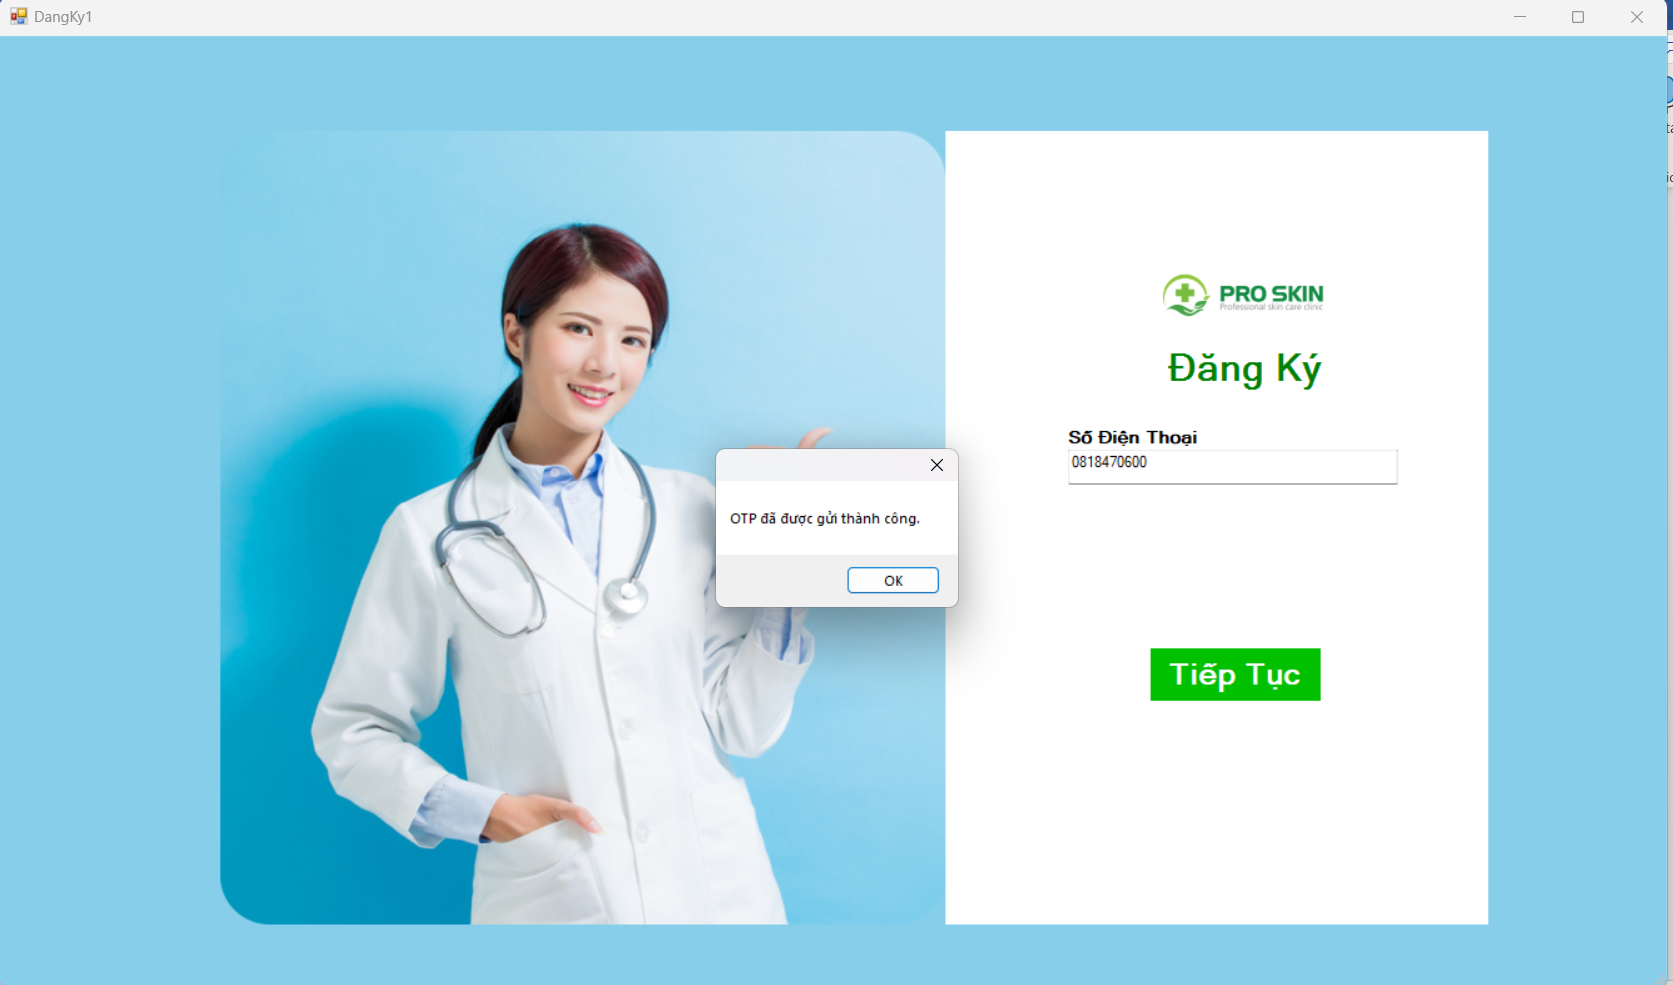 DangKy1
PRO SKIN
Professional skin care clinic
Đăng Ký
Số Điện Thoại
0818470600
OTP đã được gửi thành công.
OK
Tiếp Tục